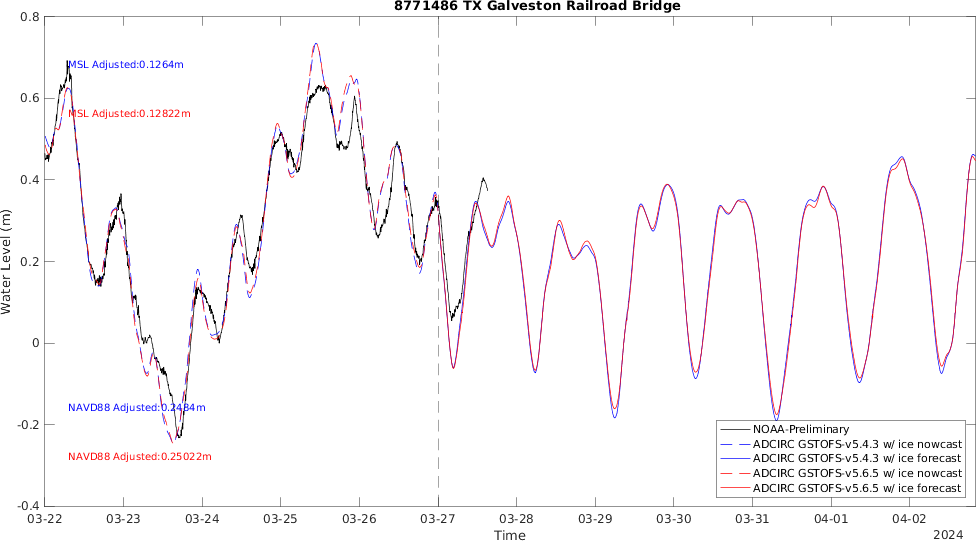 8771486 TX Galveston Railroad Bridge
Water Level (m)
0.8
0.6
0.4
0.2
0
-0.2
-0.4
MSL Adjusted:0.1264m
MSL Adjusted:0.12822m
NAVD88 Adjusted:0.2484m
NAVD88 Adjusted:0.25022m
NOAA-Preliminary
ADCIRC GSTOFS-v5.4.3 w/ ice nowcast
ADCIRC GSTOFS-v5.4.3 w/ ice forecast
ADCIRC GSTOFS-v5.6.5 w/ ice nowcast
ADCIRC GSTOFS-v5.6.5 w/ ice forecast
03-22 03-23 03-24 03-25 03-26 03-27 03-28 03-29 03-30 03-31 04-01 04-02
Time
2024